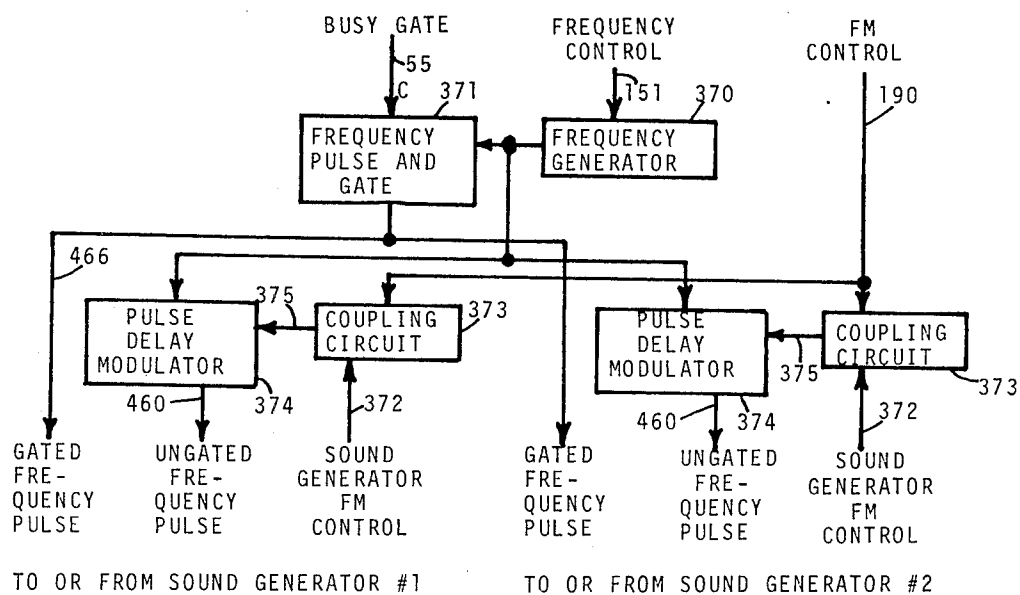 BUSY GATE
FREQUENCY
CONTROL
FM
CONTROL
55
C
371
151
370
190
FREQUENCY
PULSE AND
GATE
FREQUENCY
GENERATOR
466
375
PULSE
DELAY
MODULATOR
COUPLING
CIRCUIT
373
PULSE
DELAY
MODULATOR
COUPLING
CIRCUIT
375
373
460
374
372
460
374
372
GATED
FRE-
QUENCY
PULSE
UNGATED
FRE-
QUENCY
PULSE
SOUND
GENERATOR
FM
CONTROL
GATED
FRE-
QUENCY
PULSE
UNGATED
FRE-
QUENCY
PULSE
SOUND
GENERATOR
FM
CONTROL
TO OR FROM SOUND GENERATOR #1
TO OR FROM SOUND GENERATOR #2